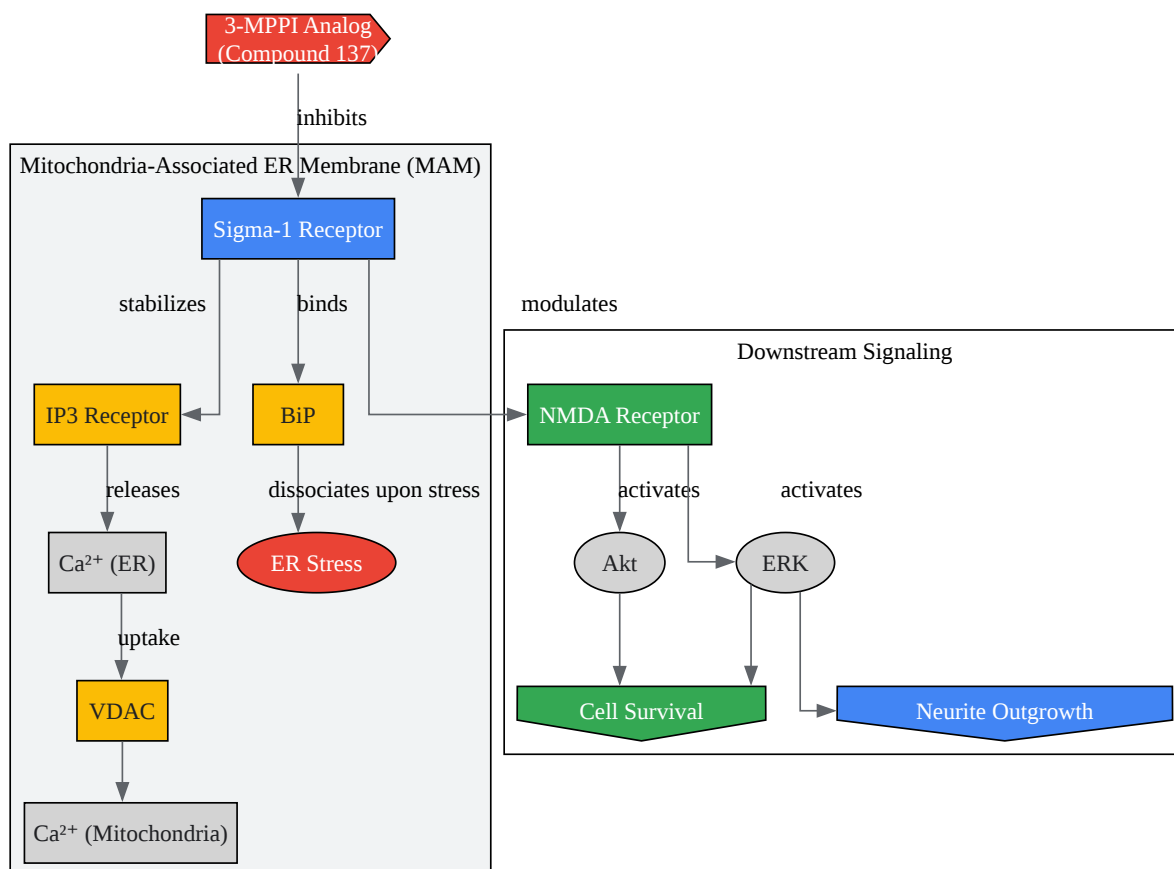 3-MPPI Analog
(Compound 137)
inhibits
Mitochondria-Associated ER Membrane (MAM)
Sigma-1 Receptor
stabilizes
binds
modulates
Downstream Signaling
IP3 Receptor
BiP
NMDA Receptor
releases
dissociates upon stress
activates
activates
Ca²⁺ (ER)
ER Stress
Akt
ERK
uptake
VDAC
Cell Survival
Neurite Outgrowth
Ca²⁺ (Mitochondria)